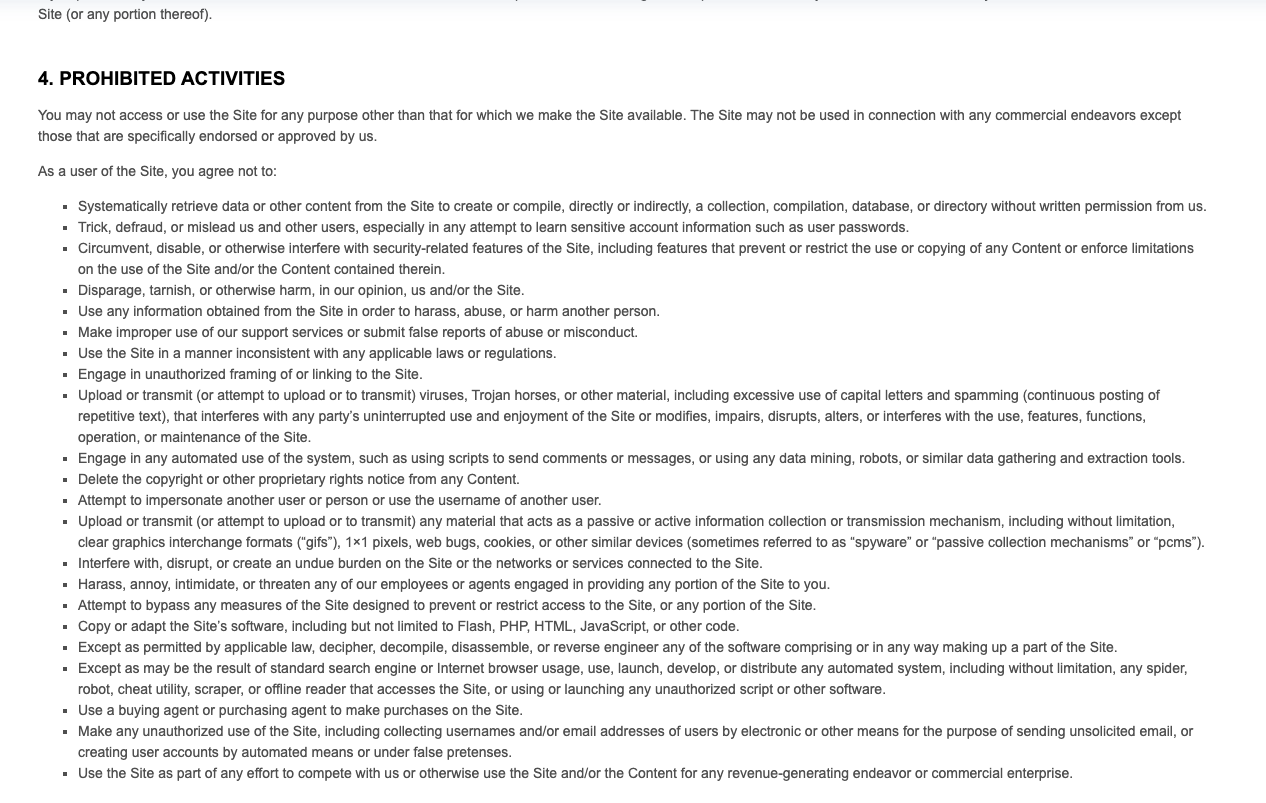 Site (or any portion thereof).
4. PROHIBITED ACTIVITIES
You may not access or use the Site for any purpose other than that for which we make the Site available. The Site may not be used in connection with any commercial endeavors except
those that are specifically endorsed or approved by us.
As a user of the Site, you agree not to:
▪ Systematically retrieve data or other content from the Site to create or compile, directly or indirectly, a collection, compilation, database, or directory without written permission from us.
▪ Trick, defraud, or mislead us and other users, especially in any attempt to learn sensitive account information such as user passwords.
▪ Circumvent, disable, or otherwise interfere with security-related features of the Site, including features that prevent or restrict the use or copying of any Content or enforce limitations
on the use of the Site and/or the Content contained therein.
▪ Disparage, tarnish, or otherwise harm, in our opinion, us and/or the Site.
▪ Use any information obtained from the Site in order to harass, abuse, or harm another person.
▪ Make improper use of our support services or submit false reports of abuse or misconduct.
▪ Use the Site in a manner inconsistent with any applicable laws or regulations.
▪ Engage in unauthorized framing of or linking to the Site.
▪ Upload or transmit (or attempt to upload or to transmit) viruses, Trojan horses, or other material, including excessive use of capital letters and spamming (continuous posting of
repetitive text), that interferes with any party’s uninterrupted use and enjoyment of the Site or modifies, impairs, disrupts, alters, or interferes with the use, features, functions,
operation, or maintenance of the Site.
▪ Engage in any automated use of the system, such as using scripts to send comments or messages, or using any data mining, robots, or similar data gathering and extraction tools.
▪ Delete the copyright or other proprietary rights notice from any Content.
▪ Attempt to impersonate another user or person or use the username of another user.
▪ Upload or transmit (or attempt to upload or to transmit) any material that acts as a passive or active information collection or transmission mechanism, including without limitation,
clear graphics interchange formats (“gifs”), 1×1 pixels, web bugs, cookies, or other similar devices (sometimes referred to as “spyware” or “passive collection mechanisms” or “pcms”).
▪ Interfere with, disrupt, or create an undue burden on the Site or the networks or services connected to the Site.
▪ Harass, annoy, intimidate, or threaten any of our employees or agents engaged in providing any portion of the Site to you.
▪ Attempt to bypass any measures of the Site designed to prevent or restrict access to the Site, or any portion of the Site.
▪ Copy or adapt the Site’s software, including but not limited to Flash, PHP, HTML, JavaScript, or other code.
▪ Except as permitted by applicable law, decipher, decompile, disassemble, or reverse engineer any of the software comprising or in any way making up a part of the Site.
▪ Except as may be the result of standard search engine or Internet browser usage, use, launch, develop, or distribute any automated system, including without limitation, any spider,
robot, cheat utility, scraper, or offline reader that accesses the Site, or using or launching any unauthorized script or other software.
▪ Use a buying agent or purchasing agent to make purchases on the Site.
▪ Make any unauthorized use of the Site, including collecting usernames and/or email addresses of users by electronic or other means for the purpose of sending unsolicited email, or
creating user accounts by automated means or under false pretenses.
▪ Use the Site as part of any effort to compete with us or otherwise use the Site and/or the Content for any revenue-generating endeavor or commercial enterprise.